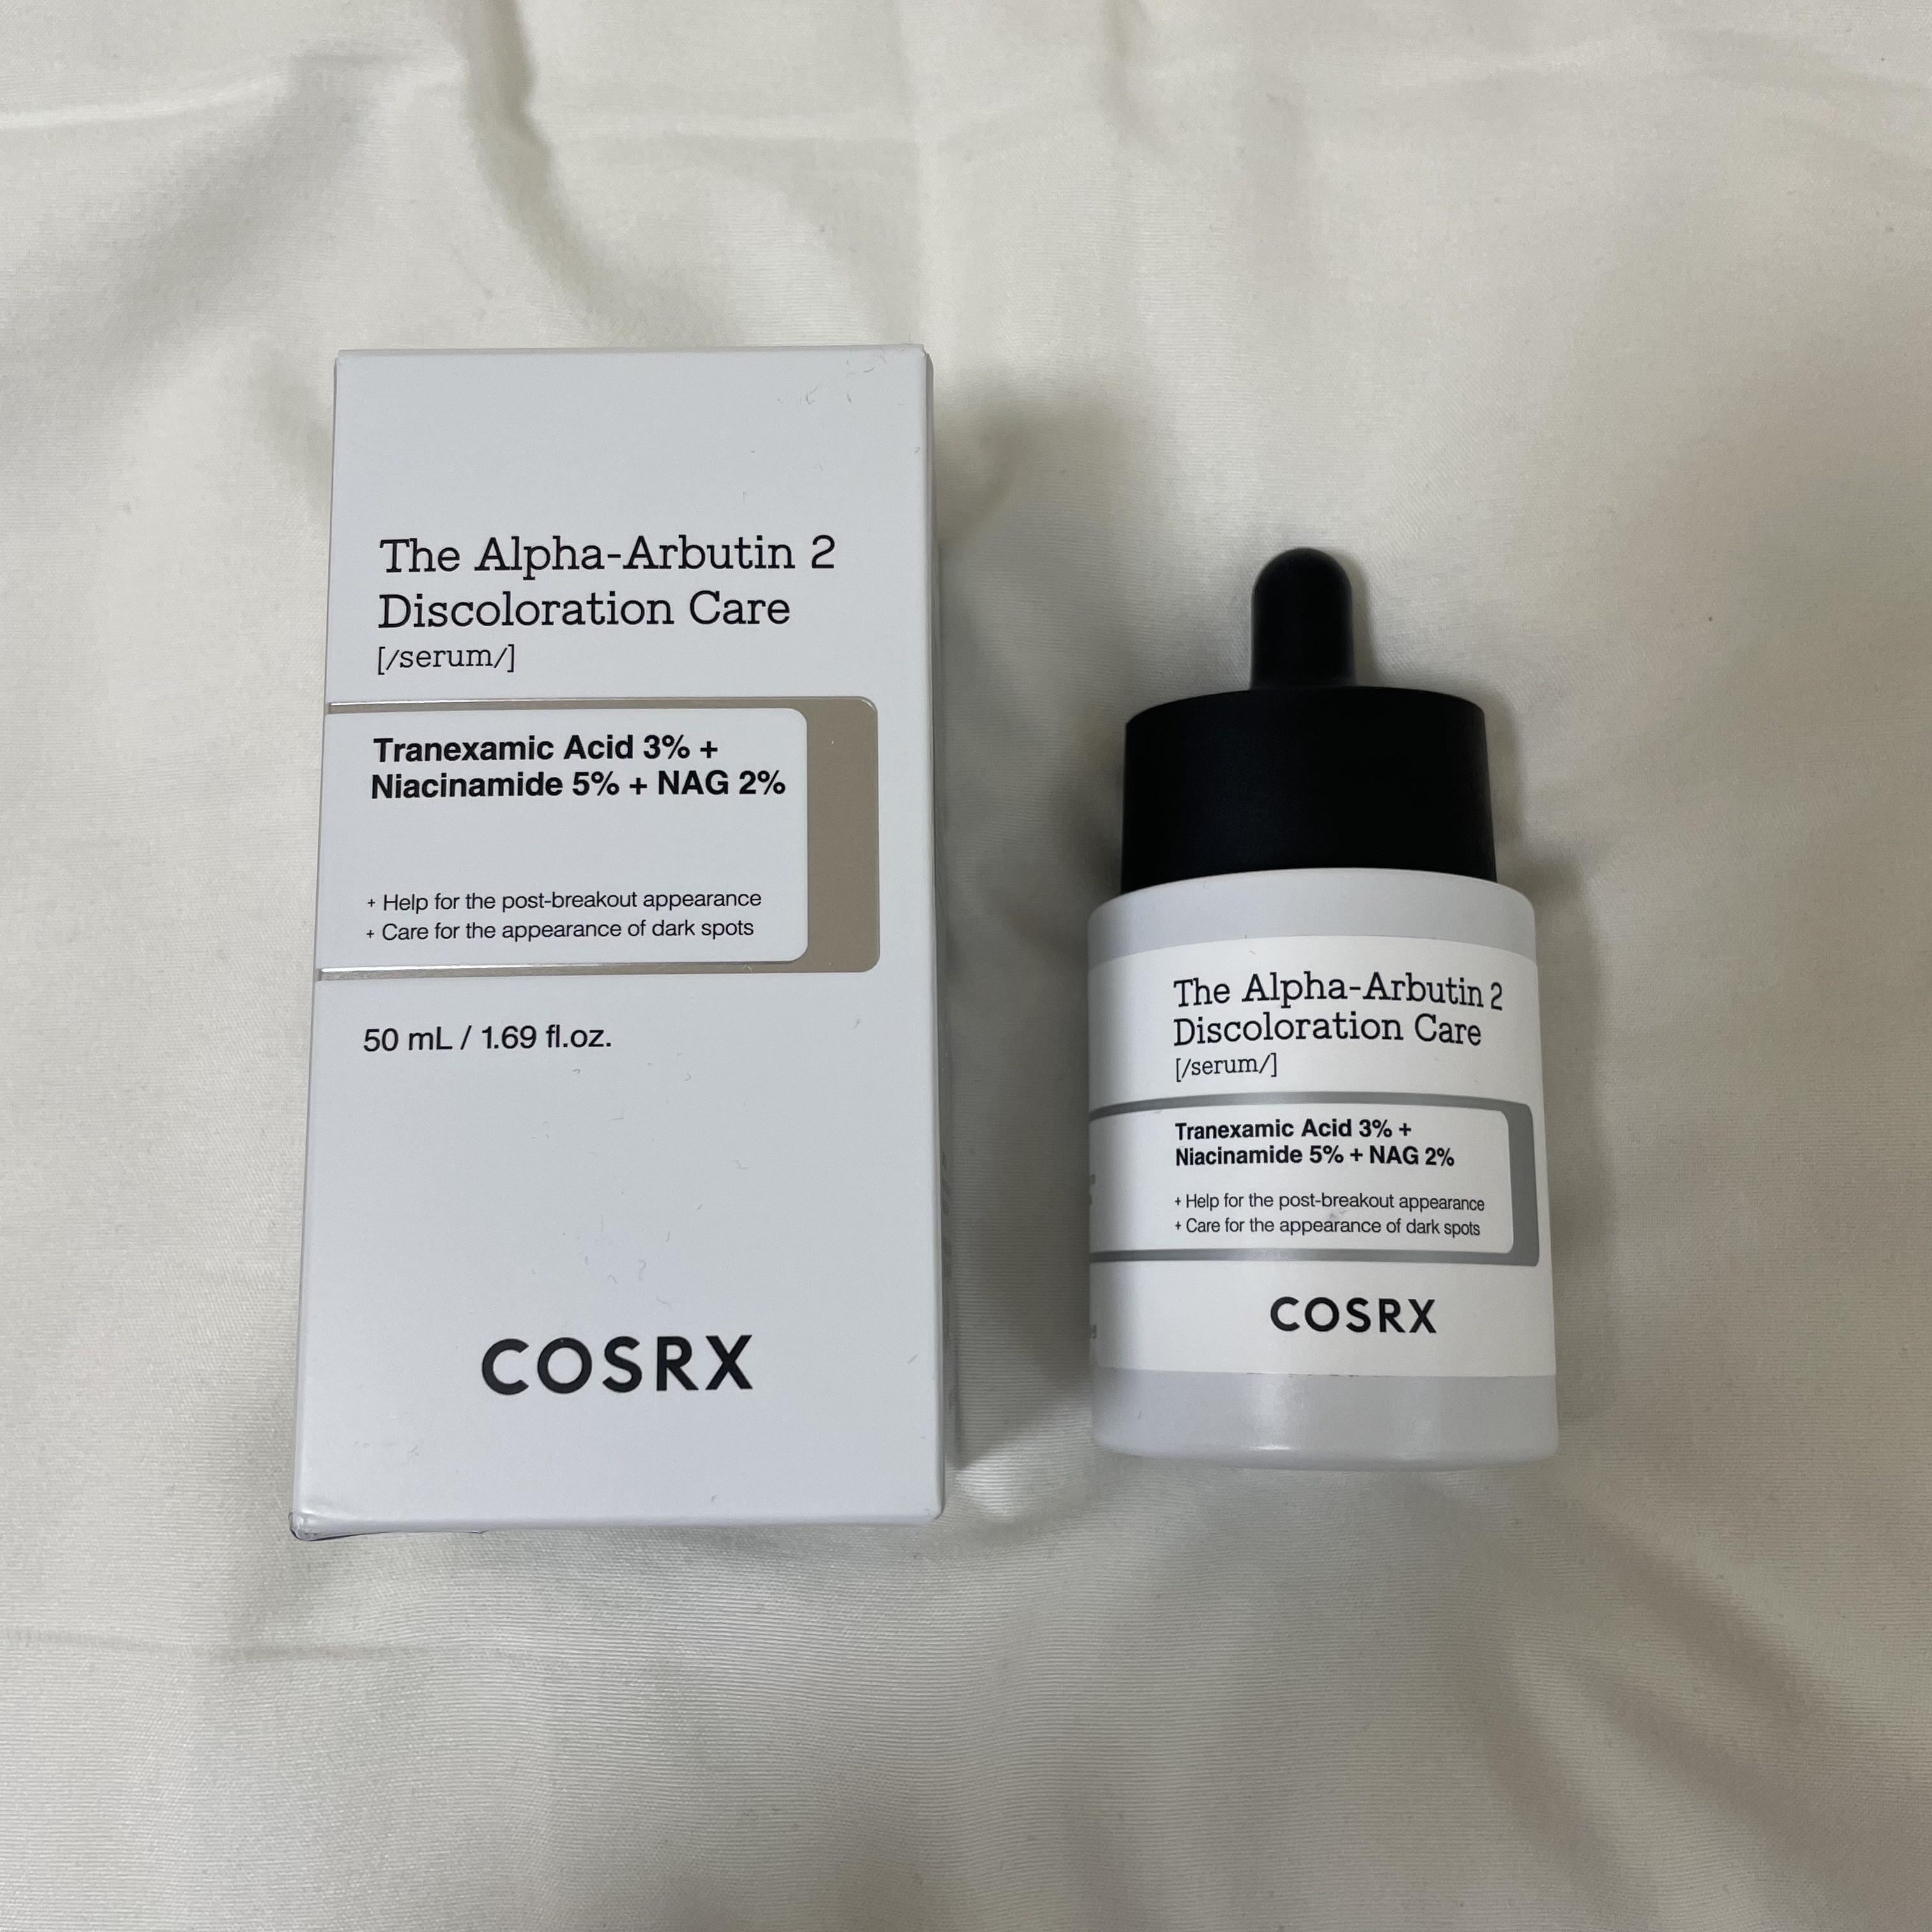 The Alpha-Arbutin 2
Discoloration Care
[/serum/]
Tranexamic Acid 3% +
Niacinamide 5% + NAG 2%
+ Help for the post-breakout appearance
+ Care for the appearance of dark spots
50 mL / 1.69 fl.oz.
COSRX
The Alpha-Arbutin 2
Discoloration Care
[/serum/]
Tranexamic Acid 3% +
Niacinamide 5% + NAG 2%
+ Help for the post-breakout appearance
+ Care for the appearance of dark spots
COSRX